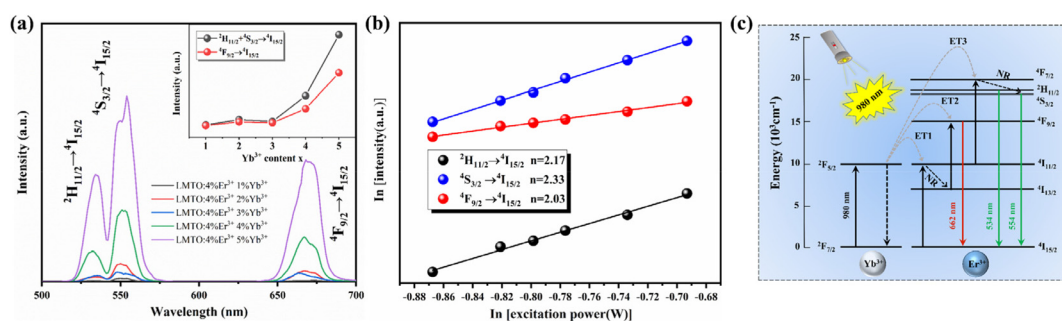 (a)
²H₁₁/₂→⁴I₁₅/₂
⁴S₃/₂→⁴I₁₅/₂
⁴F₉/₂→⁴I₁₅/₂
Intensity(a.u.)
LMTO:4%Er³⁺ 1%Yb³⁺
LMTO:4%Er³⁺ 2%Yb³⁺
LMTO:4%Er³⁺ 3%Yb³⁺
LMTO:4%Er³⁺ 4%Yb³⁺
LMTO:4%Er³⁺ 5%Yb³⁺
500 550 600 650 700
Wavelength (nm)
Intensity (a.u.)
²H₁₁/₂+⁴S₃/₂→⁴I₁₅/₂
⁴F₉/₂→⁴I₁₅/₂
1 2 3 4 5
Yb³⁺ content x
(b)
In [intensity(a.u.)]
²H₁₁/₂→⁴I₁₅/₂ n=2.17
⁴S₃/₂→⁴I₁₅/₂ n=2.33
⁴F₉/₂→⁴I₁₅/₂ n=2.03
-0.88 -0.86 -0.84 -0.82 -0.80 -0.78 -0.76 -0.74 -0.72 -0.70 -0.68
In [excitation power(W)]
(c)
Energy (10³cm⁻¹)
25
20
15
10
5
0
980 nm
ET3
ET2
ET1
NR
NR
⁴F₇/₂
²H₁₁/₂
⁴S₃/₂
⁴F₉/₂
⁴I₁₁/₂
⁴I₁₃/₂
⁴I₁₅/₂
²F₅/₂
²F₇/₂
980 nm
662 nm
534 nm
554 nm
Yb³⁺
Er³⁺